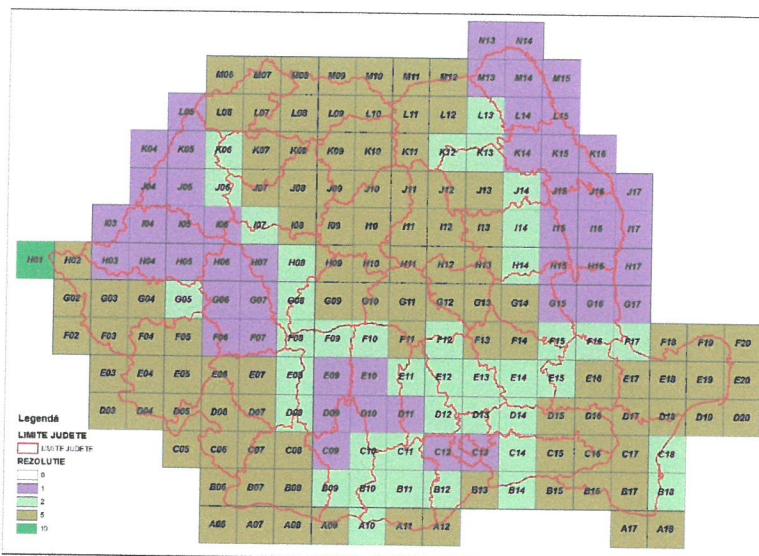 N13 N14
M06 M07 M08 M09 M10 M11 M12 M13 M14 M15
L05 L06 L07 L08 L09 L10 L11 L12 L13 L14 L15
K04 K05 K06 K07 K08 K09 K10 K11 K12 K13 K14 K15 K16
J04 J05 J06 J07 J08 J09 J10 J11 J12 J13 J14 J15 J16 J17
I03 I04 I05 I06 I07 I08 I09 I10 I11 I12 I13 I14 I15 I16 I17
H01 H02 H03 H04 H05 H06 H07 H08 H09 H10 H11 H12 H13 H14 H15 H16 H17
G02 G03 G04 G05 G06 G07 G08 G09 G10 G11 G12 G13 G14 G15 G16 G17
F02 F03 F04 F05 F06 F07 F08 F09 F10 F11 F12 F13 F14 F15 F16 F17 F18 F19 F20
E03 E04 E05 E06 E07 E08 E09 E10 E11 E12 E13 E14 E15 E16 E17 E18 E19 E20
D03 D04 D05 D06 D07 D08 D09 D10 D11 D12 D13 D14 D15 D16 D17 D18 D19 D20
C05 C06 C07 C08 C09 C10 C11 C12 C13 C14 C15 C16 C17 C18
B06 B07 B08 B09 B10 B11 B12 B13 B14 B15 B16 B17 B18
A06 A07 A08 A09 A10 A11 A12 A17 A18
Legendă
LIMITE JUDETE
LIMITE JUDETE
REZOLUTIE
0
1
2
5
10